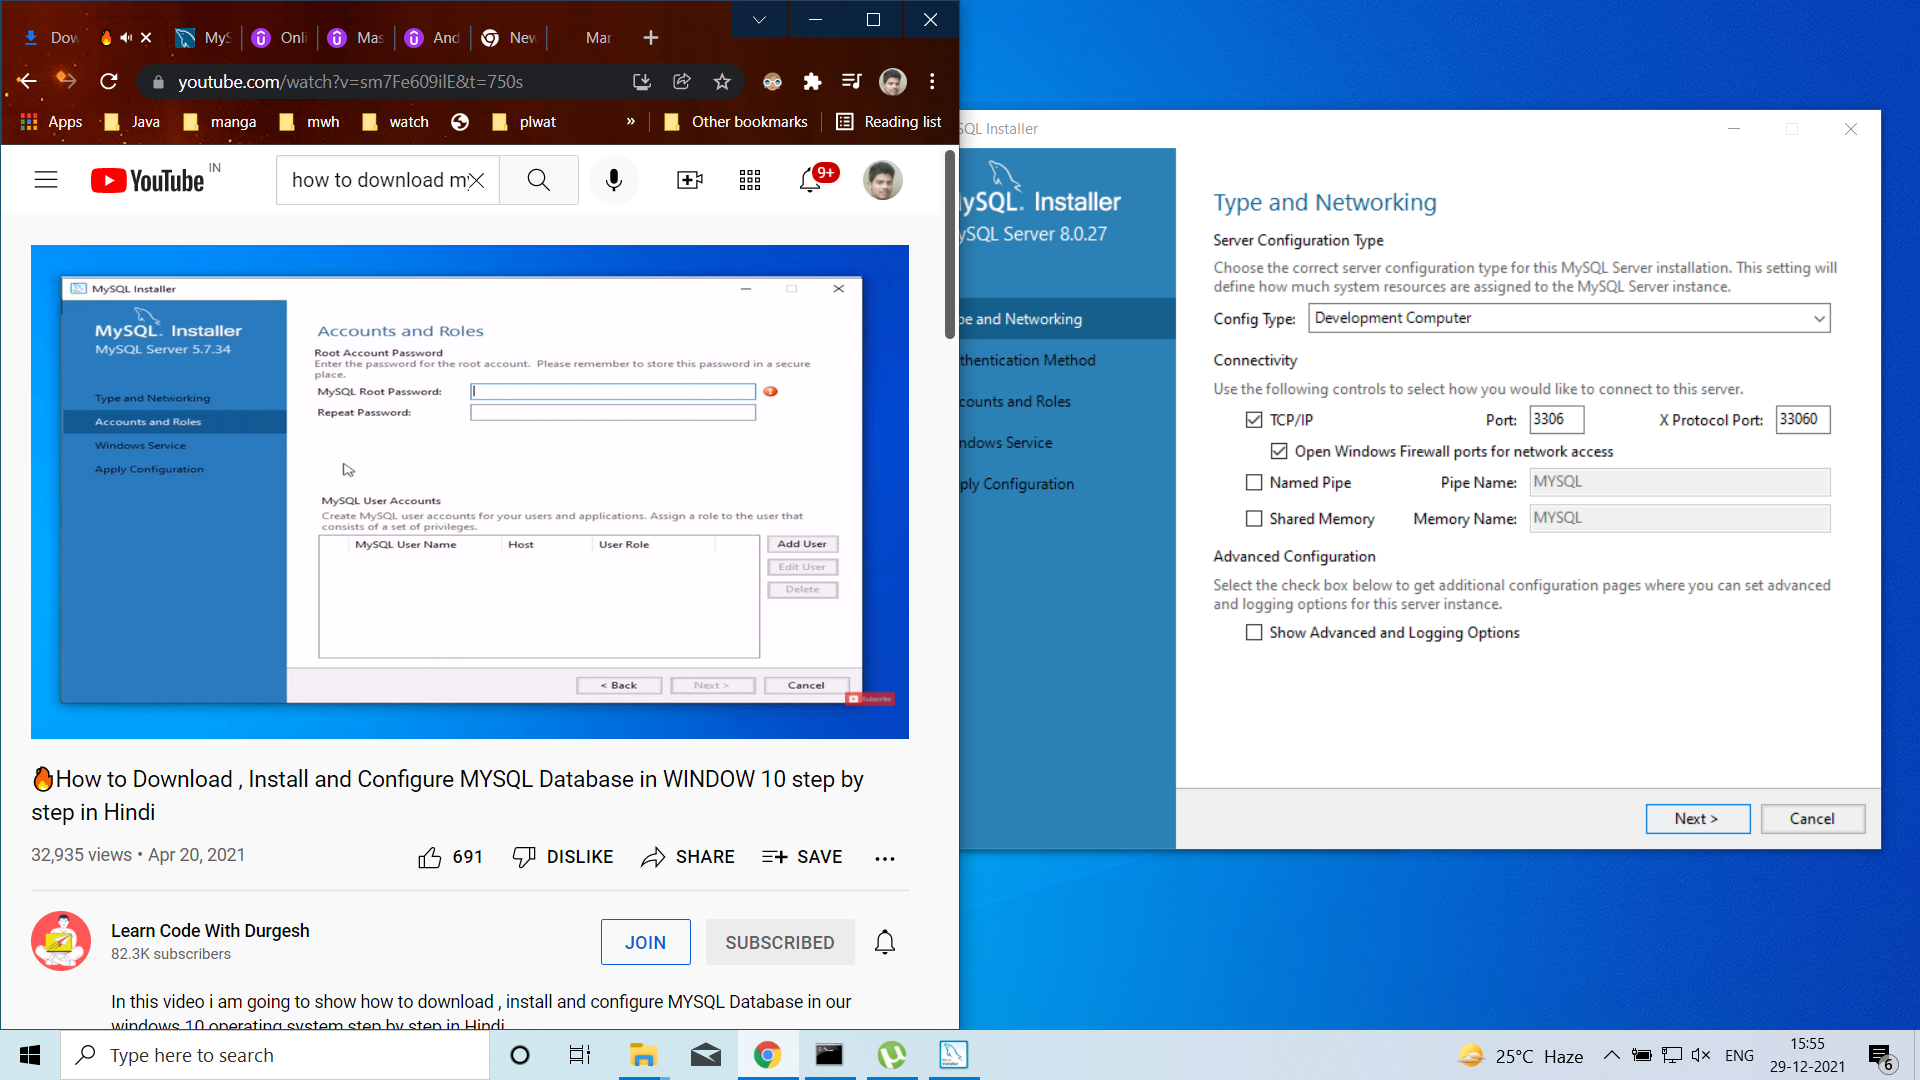 Dow
MyS
Onli
Mas
And
New
Mar
youtube.com/watch?v=sm7Fe609ilE&t=750s
Apps
Java
manga
mwh
watch
plwat
»
Other bookmarks
Reading list
YouTube IN
how to download my
9+
MySQL Installer
MySQL. Installer
MySQL Server 5.7.34
Type and Networking
Accounts and Roles
Windows Service
Apply Configuration
Accounts and Roles
Root Account Password
Enter the password for the root account. Please remember to store this password in a secure
place.
MySQL Root Password:
Repeat Password:
MySQL User Accounts
Create MySQL user accounts for your users and applications. Assign a role to the user that
consists of a set of privileges.
MySQL User Name Host User Role
Add User
Edit User
Delete
< Back
Next >
Cancel
Subscribe
🔥How to Download , Install and Configure MYSQL Database in WINDOW 10 step by
step in Hindi
32,935 views • Apr 20, 2021
691
DISLIKE
SHARE
SAVE
Learn Code With Durgesh
82.3K subscribers
JOIN
SUBSCRIBED
In this video i am going to show how to download , install and configure MYSQL Database in our
windows 10 operating system step by step in Hindi
SQL Installer
ySQL. Installer
ySQL Server 8.0.27
pe and Networking
thentication Method
counts and Roles
ndows Service
ply Configuration
Type and Networking
Server Configuration Type
Choose the correct server configuration type for this MySQL Server installation. This setting will
define how much system resources are assigned to the MySQL Server instance.
Config Type: Development Computer
Connectivity
Use the following controls to select how you would like to connect to this server.
TCP/IP Port: 3306 X Protocol Port: 33060
Open Windows Firewall ports for network access
Named Pipe Pipe Name: MYSQL
Shared Memory Memory Name: MYSQL
Advanced Configuration
Select the check box below to get additional configuration pages where you can set advanced
and logging options for this server instance.
Show Advanced and Logging Options
Next >
Cancel
Type here to search
25°C Haze
ENG
15:55
29-12-2021
6